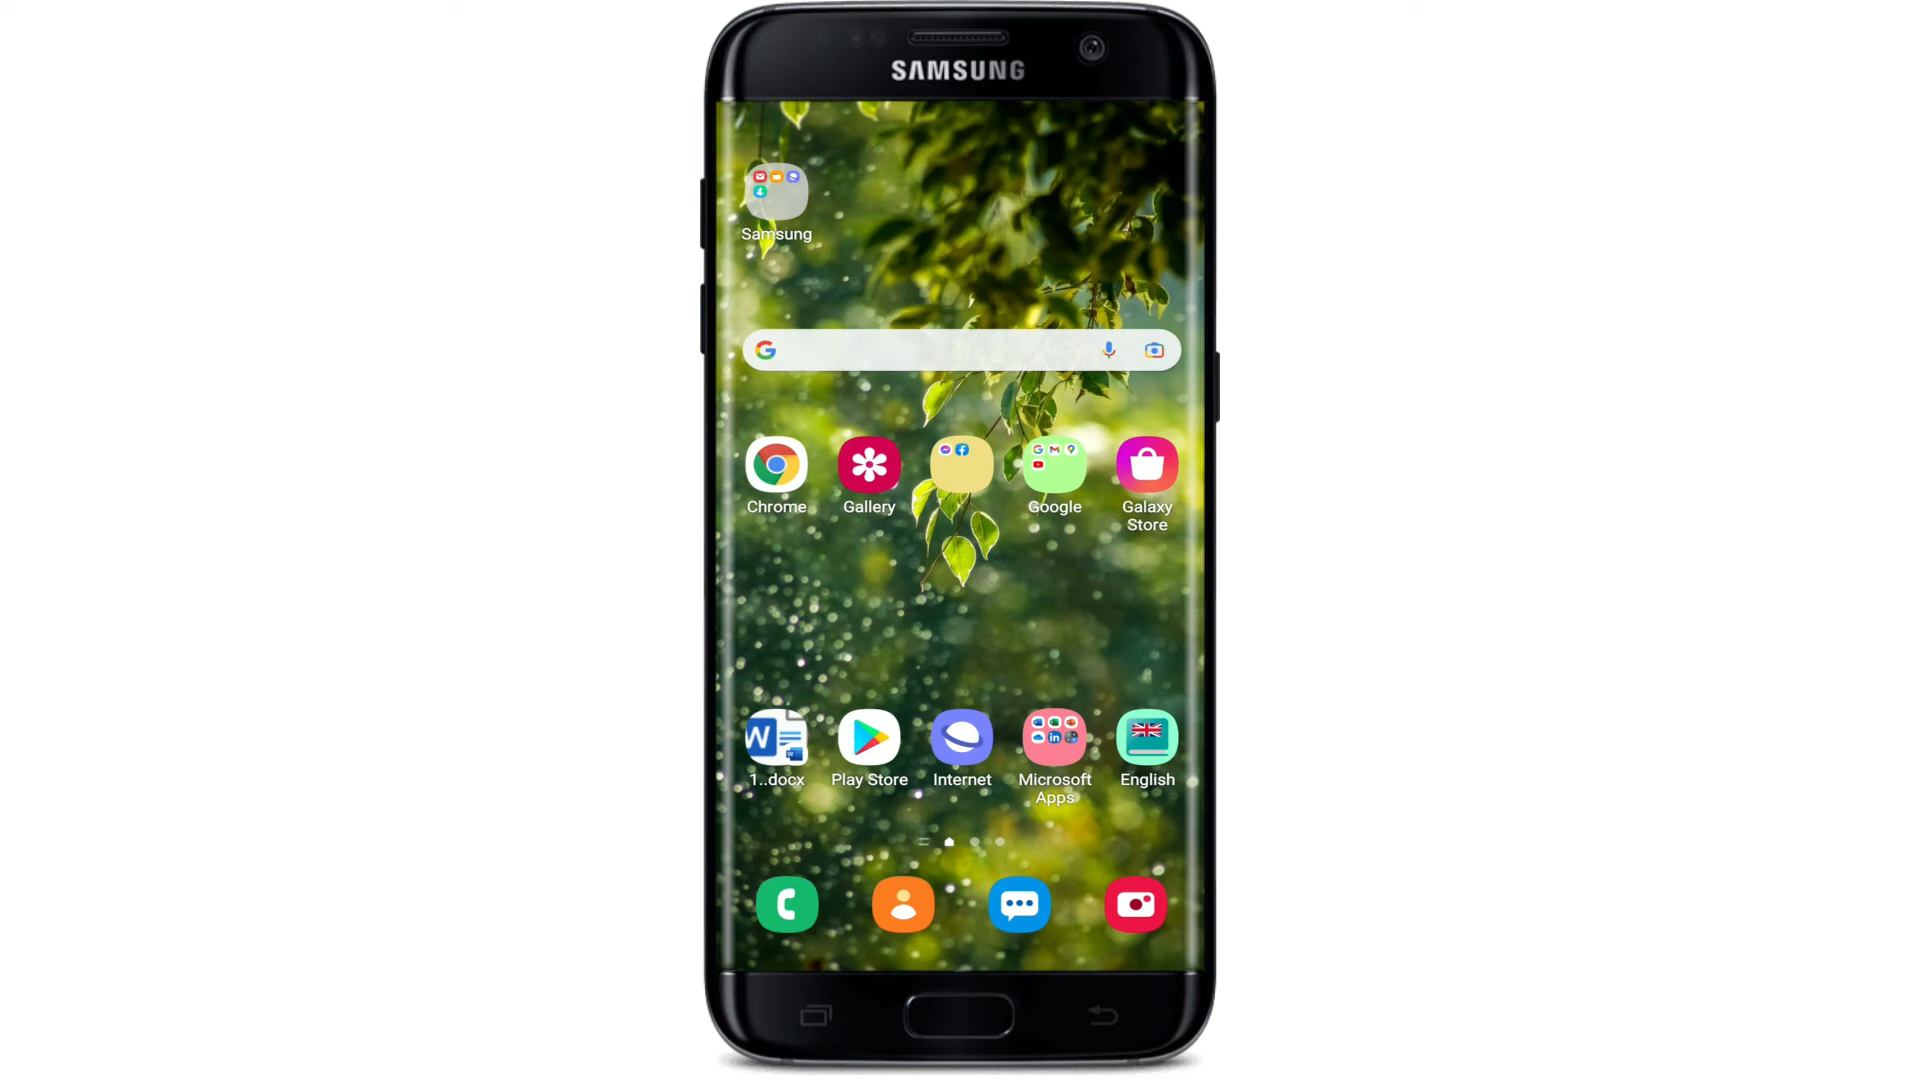 SAMSUNG
Samsung
Chrome
Gallery
Google
Galaxy
Store
W
1..docx
Play Store
Internet
Microsoft
Apps
English